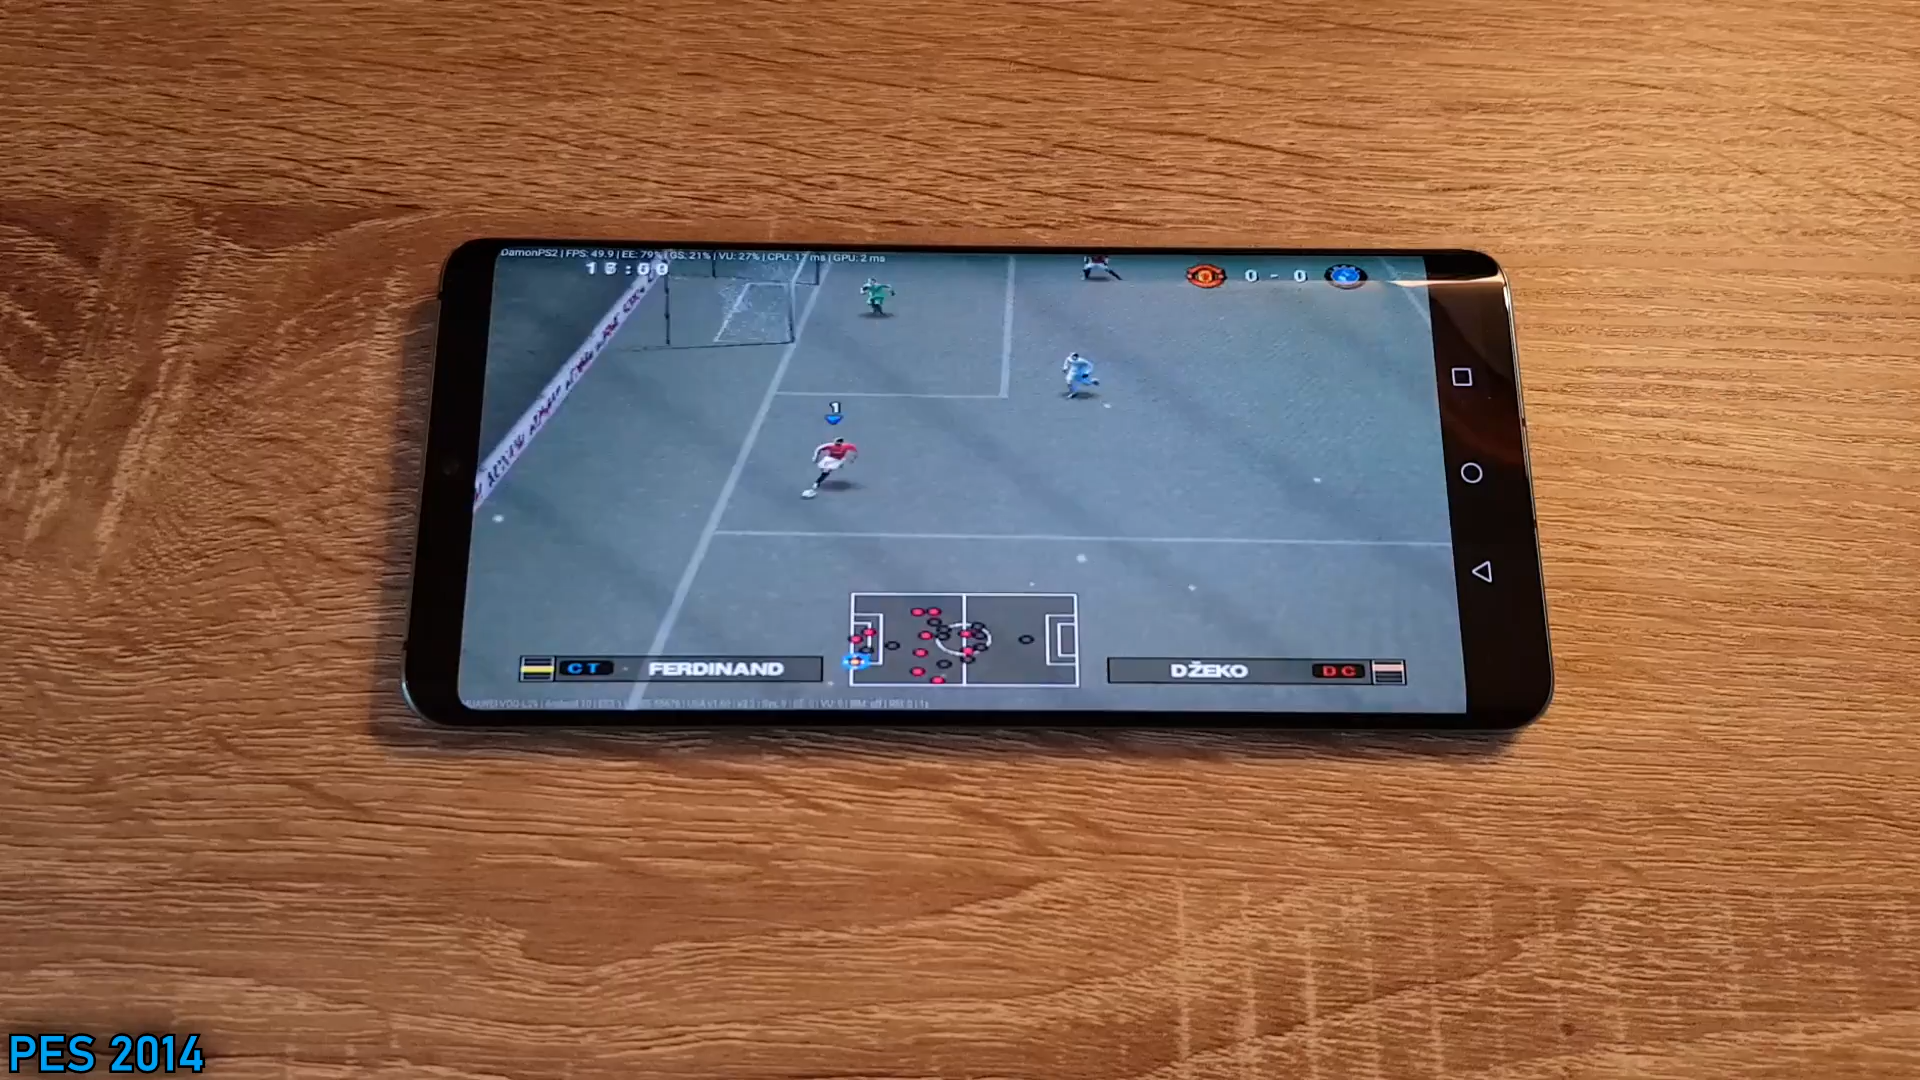 DamonPS2 | FPS: 49.9 | EE: 79% | GS: 21% | VU: 27% | CPU: 17 ms | GPU: 2 ms
0 - 0
1
CT FERDINAND
DŽEKO DC
PES 2014